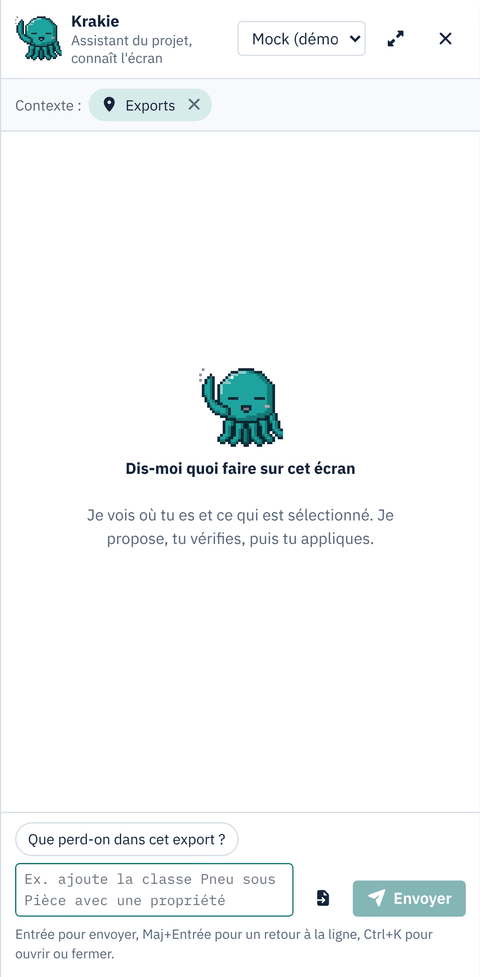 Krakie
Assistant du projet,
connaît l'écran
Mock (démo
Contexte :
Exports
Dis-moi quoi faire sur cet écran
Je vois où tu es et ce qui est sélectionné. Je
propose, tu vérifies, puis tu appliques.
Que perd-on dans cet export ?
Ex. ajoute la classe Pneu sous
Pièce avec une propriété
Envoyer
Entrée pour envoyer, Maj+Entrée pour un retour à la ligne, Ctrl+K pour
ouvrir ou fermer.